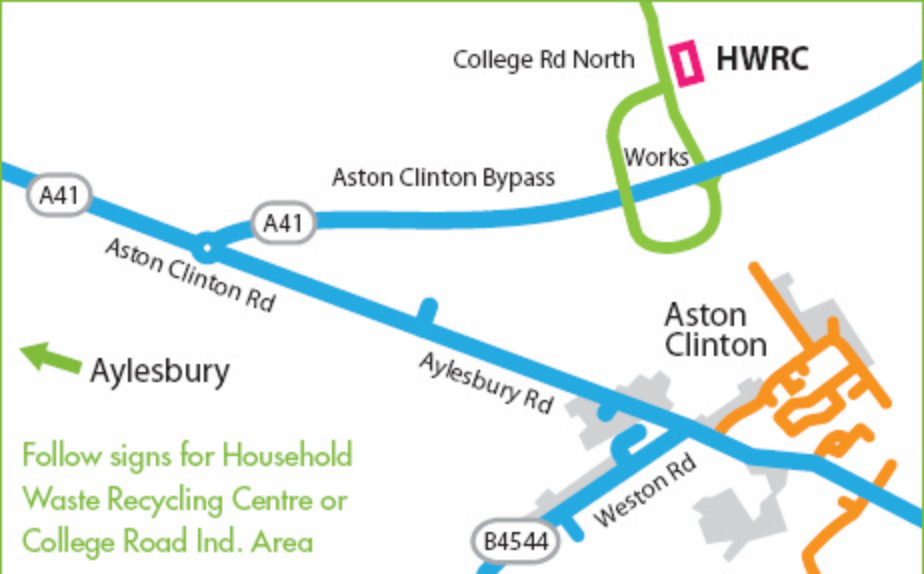 College Rd North
HWRC
Works
Aston Clinton Bypass
A41
A41
Aston Clinton Rd
Aston
Clinton
Aylesbury
Aylesbury Rd
Follow signs for Household
Waste Recycling Centre or
College Road Ind. Area
Weston Rd
B4544